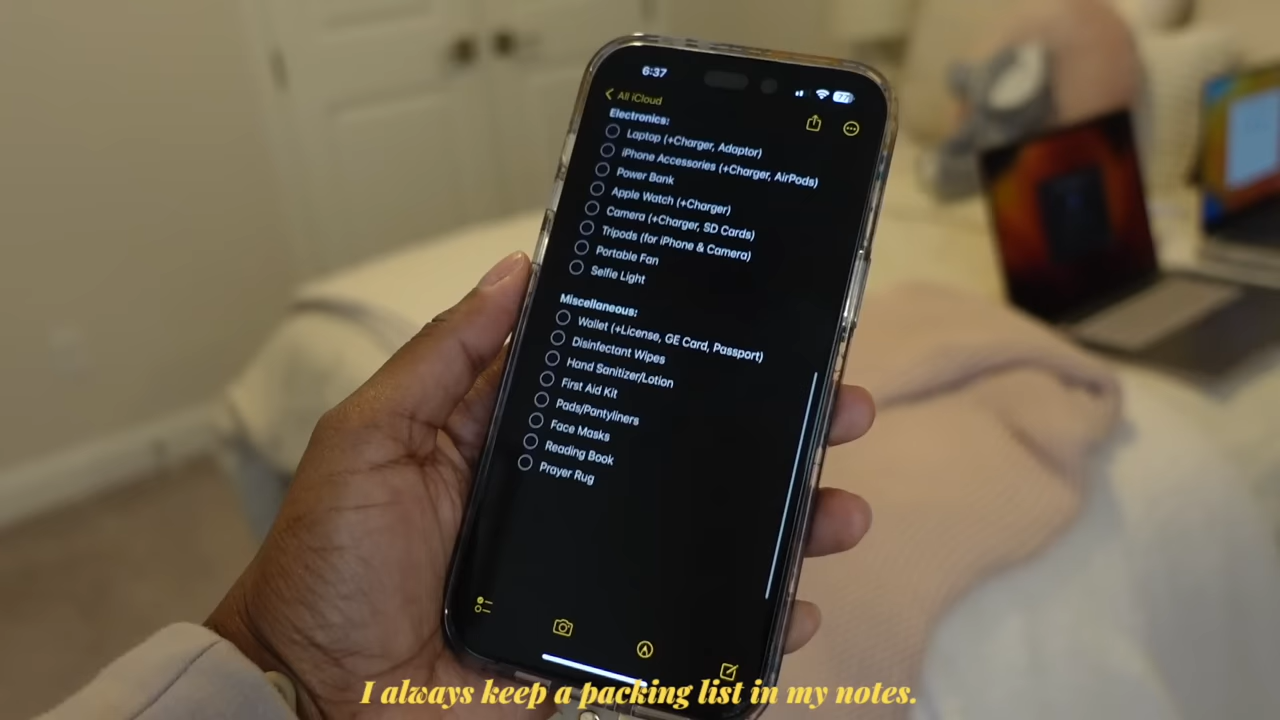 6:37
77
All iCloud
Electronics:
Laptop (+Charger, Adaptor)
iPhone Accessories (+Charger, AirPods)
Power Bank
Apple Watch (+Charger)
Camera (+Charger, SD Cards)
Tripods (for iPhone & Camera)
Portable Fan
Selfie Light
Miscellaneous:
Wallet (+License, GE Card, Passport)
Disinfectant Wipes
Hand Sanitizer/Lotion
First Aid Kit
Pads/Pantyliners
Face Masks
Reading Book
Prayer Rug
I always keep a packing list in my notes.